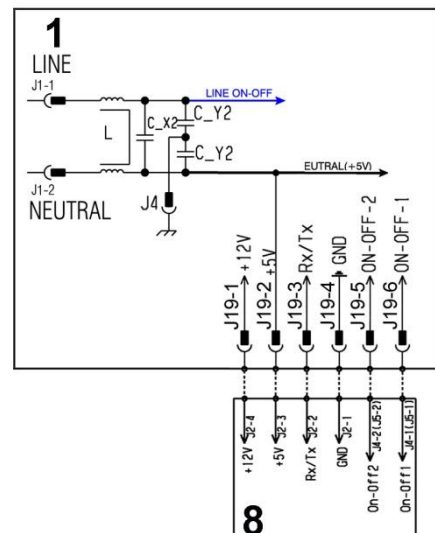 1
LINE
J1-1
LINE ON-OFF
L
C_X2
C_Y2
C_Y2
EUTRAL(+5V)
J1-2
NEUTRAL
J4
+12V
+5V
Rx/Tx
GND
ON-OFF-2
ON-OFF-1
J19-1
J19-2
J19-3
J19-4
J19-5
J19-6
J2-4
J2-3
J2-2
J2-1
J4-2(J5-2)
J4-1(J5-1)
+12V
+5V
Rx/Tx
GND
On-Off2
On-Off1
8